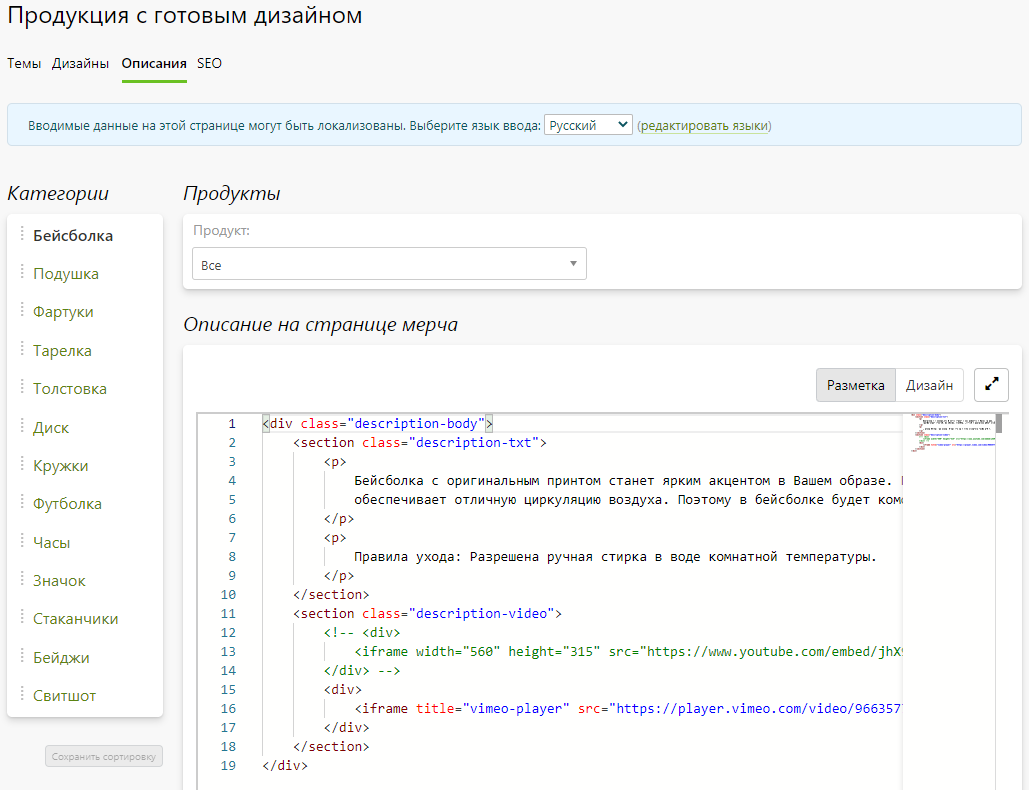 Продукция с готовым дизайном
Темы Дизайны Описания SEO
Вводимые данные на этой странице могут быть локализованы. Выберите язык ввода: Русский (редактировать языки)
Категории
Бейсболка
Подушка
Фартуки
Тарелка
Толстовка
Диск
Кружки
Футболка
Часы
Значок
Стаканчики
Бейджи
Свитшот
Сохранить сортировку
Продукты
Продукт:
Все
Описание на странице мерча
Разметка Дизайн
1 <div class="description-body">
2 <section class="description-txt">
3 <p>
4 Бейсболка с оригинальным принтом станет ярким акцентом в Вашем образе.
5 обеспечивает отличную циркуляцию воздуха. Поэтому в бейсболке будет
6 </p>
7 <p>
8 Правила ухода: Разрешена ручная стирка в воде комнатной температуры.
9 </p>
10 </section>
11 <section class="description-video">
12 <!-- <div>
13 <iframe width="560" height="315" src="https://www.youtube.com/embed/jhX
14 </div> -->
15 <div>
16 <iframe title="vimeo-player" src="https://player.vimeo.com/video/966357
17 </div>
18 </section>
19 </div>